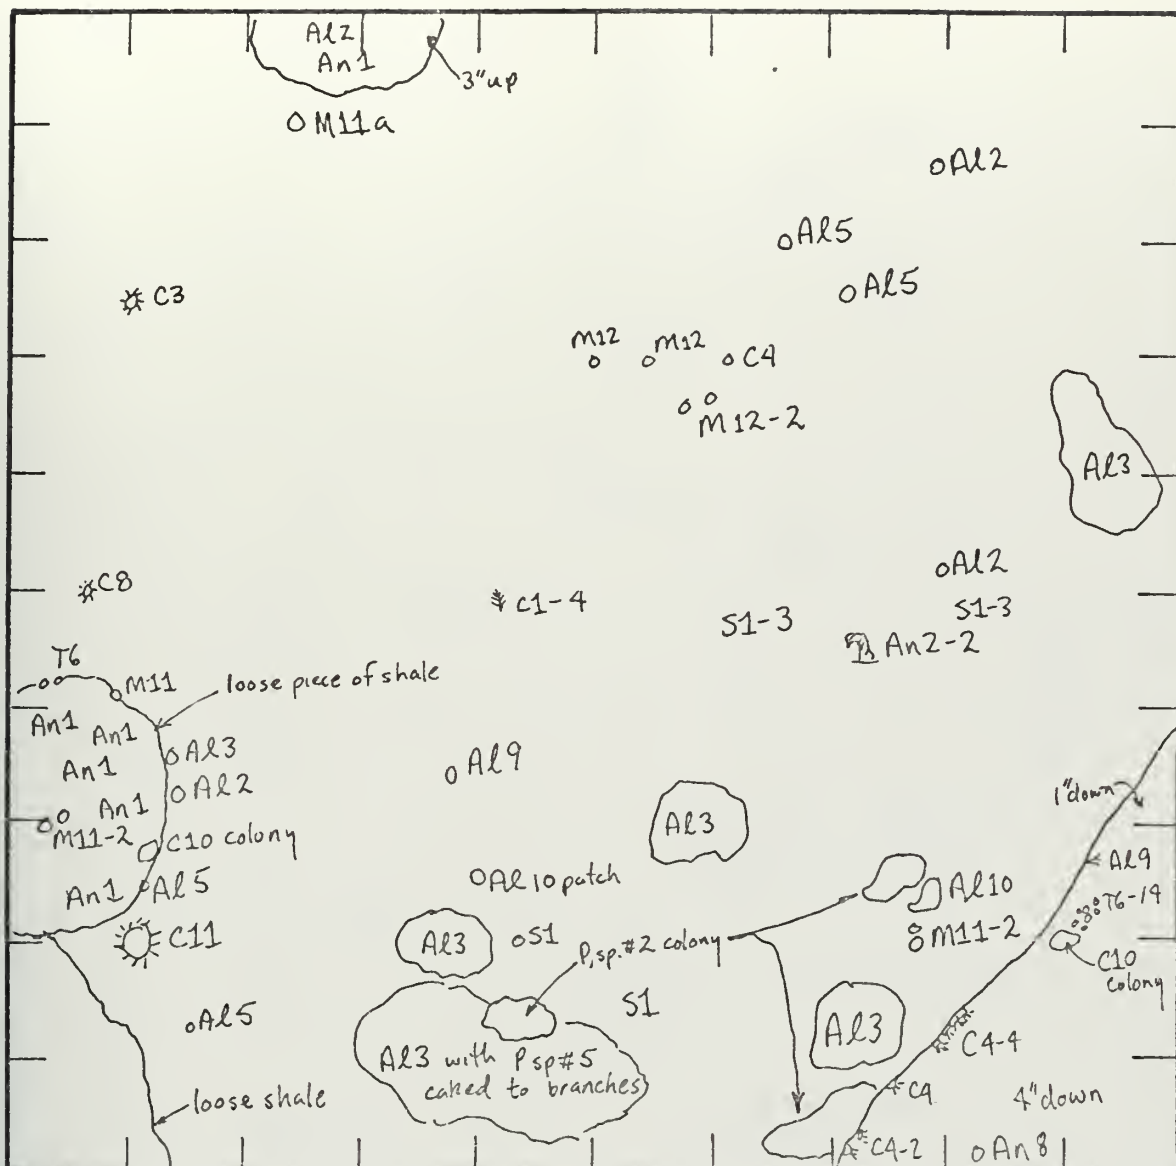 Al2
An1
3"up
M11a
Al2
Al5
Al5
C3
M12
M12
C4
M12-2
Al3
C8
C1-4
Al2
S1-3
S1-3
An2-2
T6
M11
loose piece of shale
An1
An1
Al3
An1
Al9
Al2
An1
1"down
M11-2
C10 colony
Al3
Al9
An1
Al5
Al10 patch
Al10
T6-19
C11
Al3
S1
P,sp.#2 colony
M11-2
C10
colony
Al5
S1
Al3
C4-4
Al3 with P sp#5
caked to branches
loose shale
C4
4"down
C4-2
An8